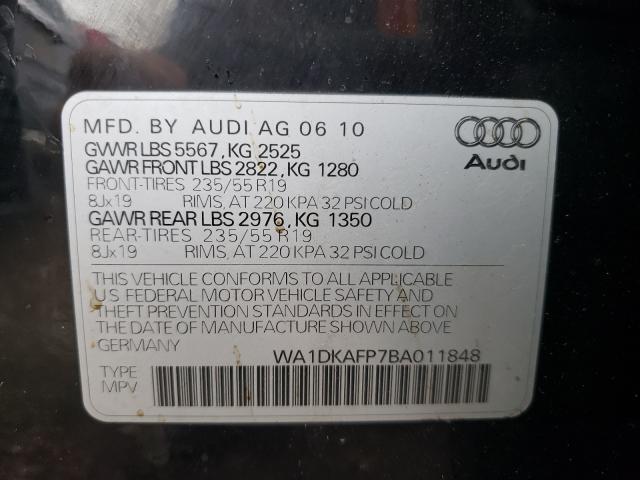 MFD. BY AUDI AG 06 10
GVWR LBS 5567, KG 2525
GAWR FRONT LBS 2822, KG 1280
FRONT-TIRES 235/55 R19
8Jx19 RIMS, AT 220 KPA 32 PSI COLD
GAWR REAR LBS 2976, KG 1350
REAR-TIRES 235/55 R19
8Jx19 RIMS, AT 220 KPA 32 PSI COLD
Audi
THIS VEHICLE CONFORMS TO ALL APPLICABLE
U S FEDERAL MOTOR VEHICLE SAFETY AND
THEFT PREVENTION STANDARDS IN EFFECT ON
THE DATE OF MANUFACTURE SHOWN ABOVE
GERMANY WA1DKAFP7BA011848
TYPE
MPV